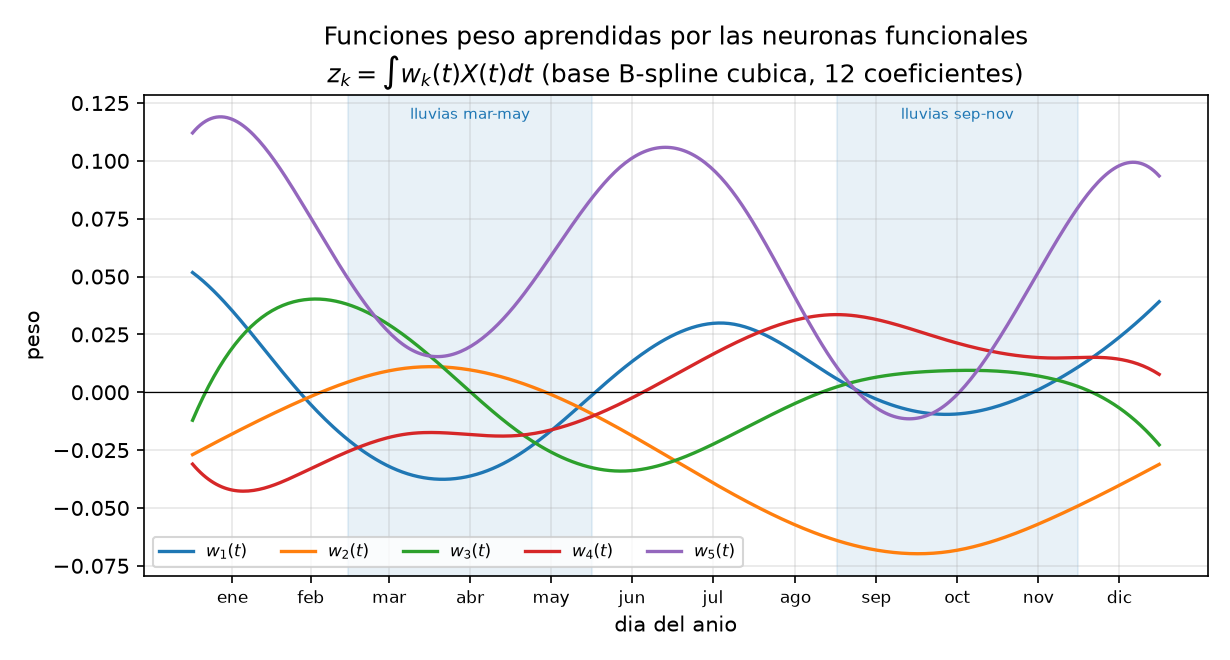 Funciones peso aprendidas por las neuronas funcionales
z_k = ∫w_k(t)X(t)dt (base B-spline cubica, 12 coeficientes)
lluvias mar-may
lluvias sep-nov
0.125
0.100
0.075
0.050
0.025
0.000
−0.025
−0.050
−0.075
peso
w_1(t)
w_2(t)
w_3(t)
w_4(t)
w_5(t)
ene
feb
mar
abr
may
jun
jul
ago
sep
oct
nov
dic
dia del anio